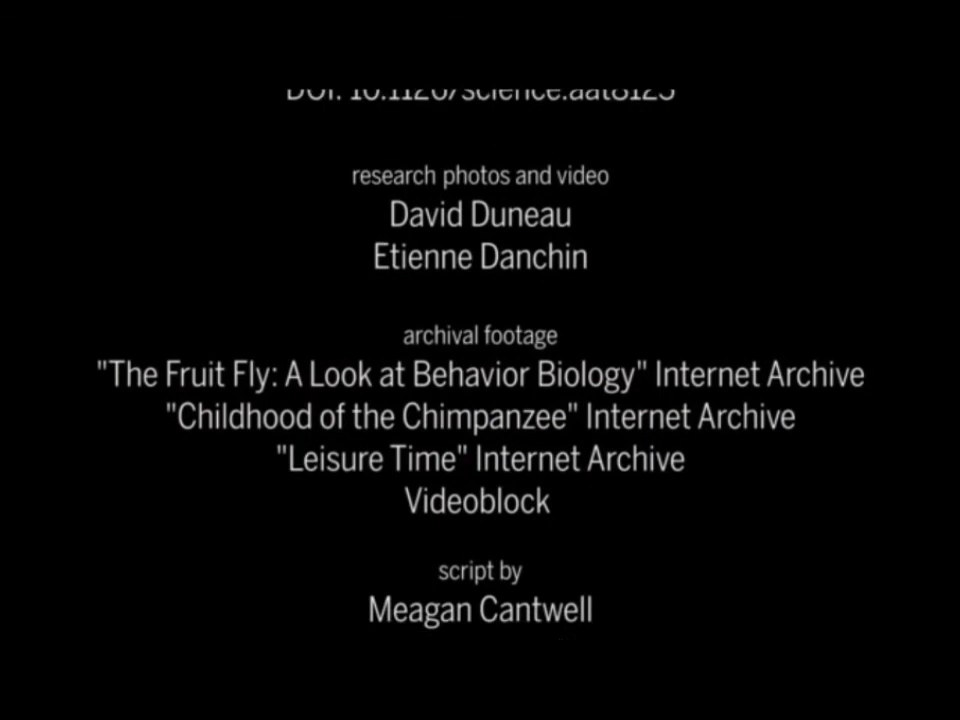 research photos and video
David Duneau
Etienne Danchin
archival footage
"The Fruit Fly: A Look at Behavior Biology" Internet Archive
"Childhood of the Chimpanzee" Internet Archive
"Leisure Time" Internet Archive
Videoblock
script by
Meagan Cantwell